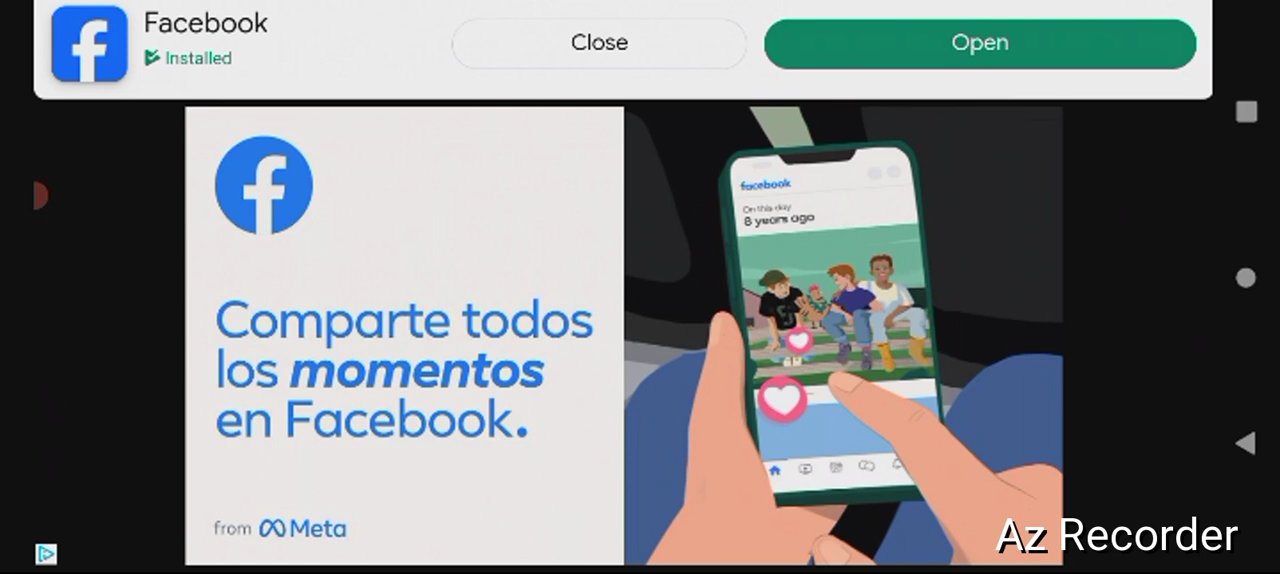 Facebook
Installed
Close
Open
facebook
On this day
8 years ago
Comparte todos
los momentos
en Facebook.
from Meta
Az Recorder